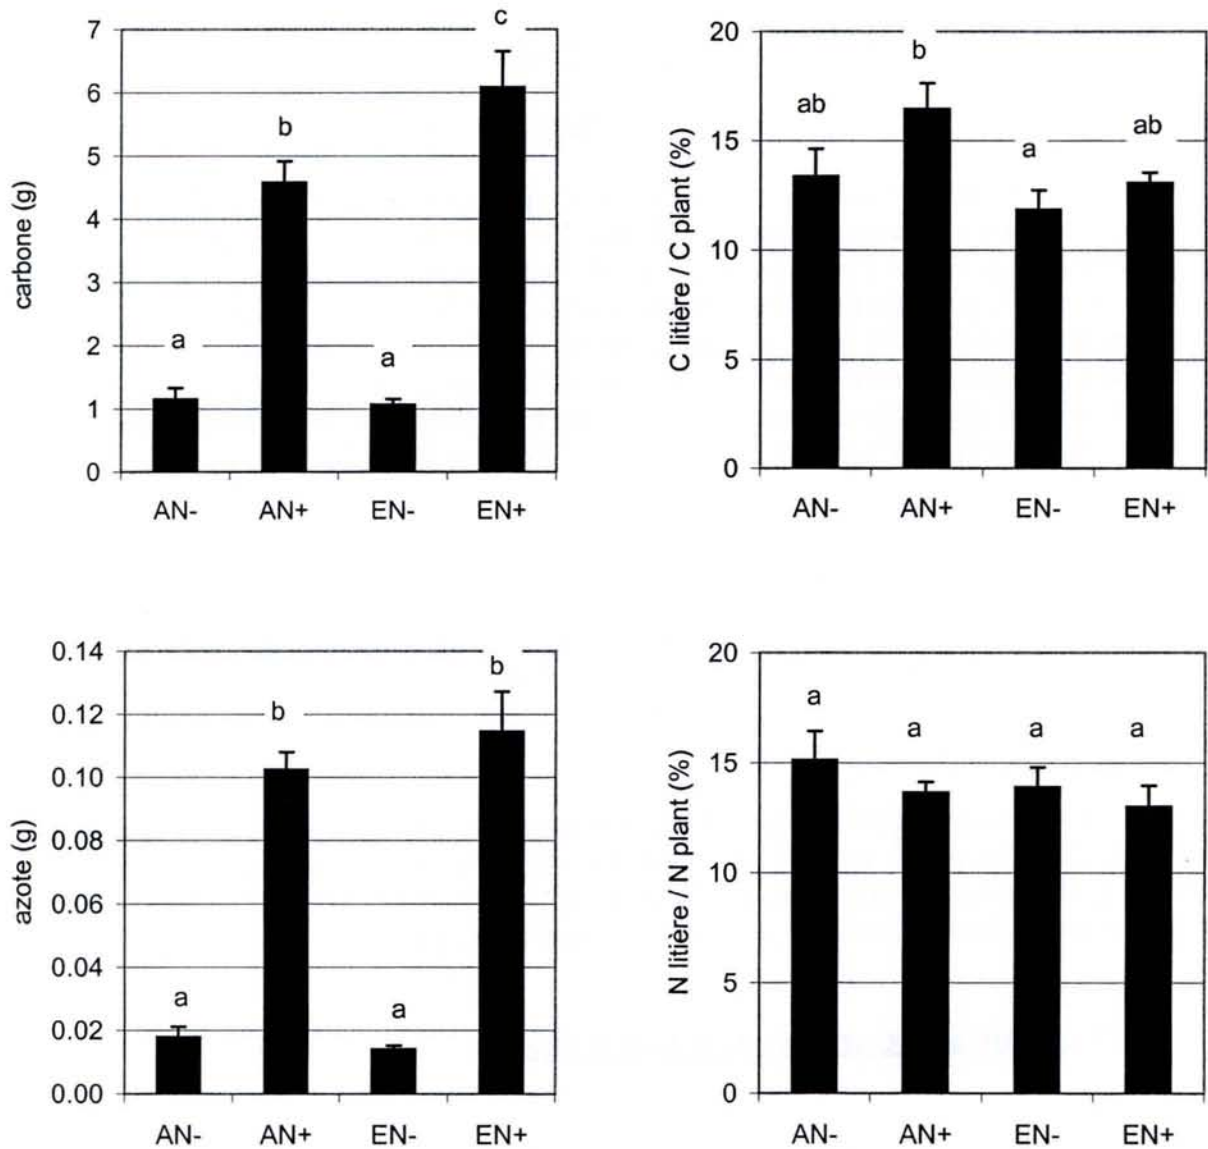 carbone (g)
7
6
5
4
3
2
1
0
a
b
a
c
AN-
AN+
EN-
EN+
C litière / C plant (%)
20
15
10
5
0
ab
b
a
ab
AN-
AN+
EN-
EN+
azote (g)
0.14
0.12
0.10
0.08
0.06
0.04
0.02
0.00
a
b
a
b
AN-
AN+
EN-
EN+
N litière / N plant (%)
20
15
10
5
0
a
a
a
a
AN-
AN+
EN-
EN+